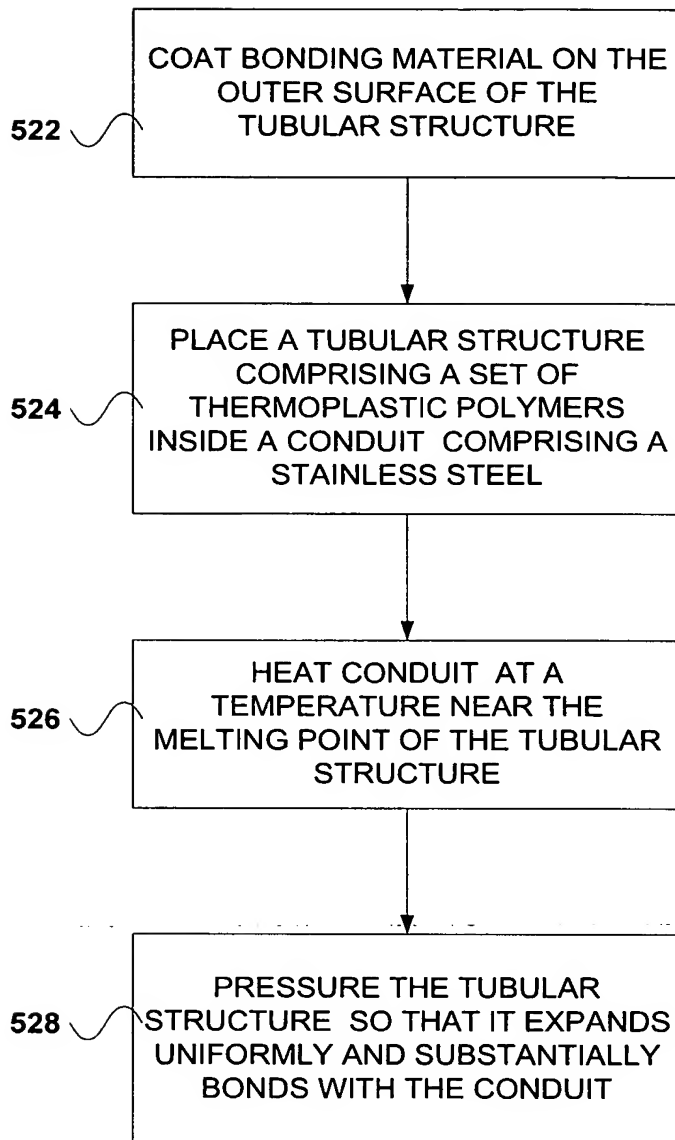 COAT BONDING MATERIAL ON THE
OUTER SURFACE OF THE
TUBULAR STRUCTURE
522
PLACE A TUBULAR STRUCTURE
COMPRISING A SET OF
THERMOPLASTIC POLYMERS
INSIDE A CONDUIT COMPRISING A
STAINLESS STEEL
524
HEAT CONDUIT AT A
TEMPERATURE NEAR THE
MELTING POINT OF THE TUBULAR
STRUCTURE
526
PRESSURE THE TUBULAR
STRUCTURE SO THAT IT EXPANDS
UNIFORMLY AND SUBSTANTIALLY
BONDS WITH THE CONDUIT
528